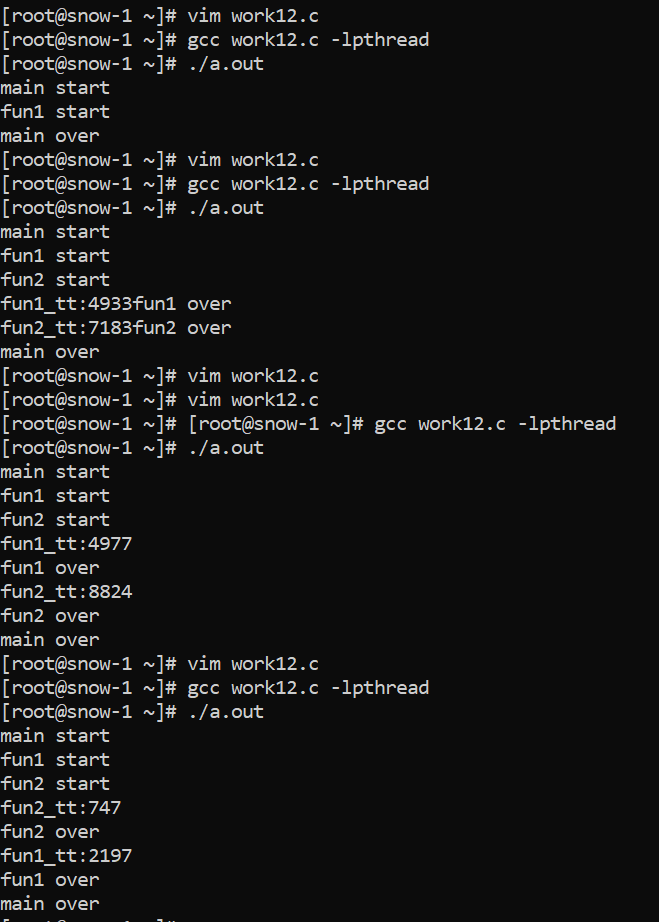 [root@snow-1 ~]# vim work12.c
[root@snow-1 ~]# gcc work12.c -lpthread
[root@snow-1 ~]# ./a.out
main start
fun1 start
main over
[root@snow-1 ~]# vim work12.c
[root@snow-1 ~]# gcc work12.c -lpthread
[root@snow-1 ~]# ./a.out
main start
fun1 start
fun2 start
fun1_tt:4933fun1 over
fun2_tt:7183fun2 over
main over
[root@snow-1 ~]# vim work12.c
[root@snow-1 ~]# vim work12.c
[root@snow-1 ~]# [root@snow-1 ~]# gcc work12.c -lpthread
[root@snow-1 ~]# ./a.out
main start
fun1 start
fun2 start
fun1_tt:4977
fun1 over
fun2_tt:8824
fun2 over
main over
[root@snow-1 ~]# vim work12.c
[root@snow-1 ~]# gcc work12.c -lpthread
[root@snow-1 ~]# ./a.out
main start
fun1 start
fun2 start
fun2_tt:747
fun2 over
fun1_tt:2197
fun1 over
main over